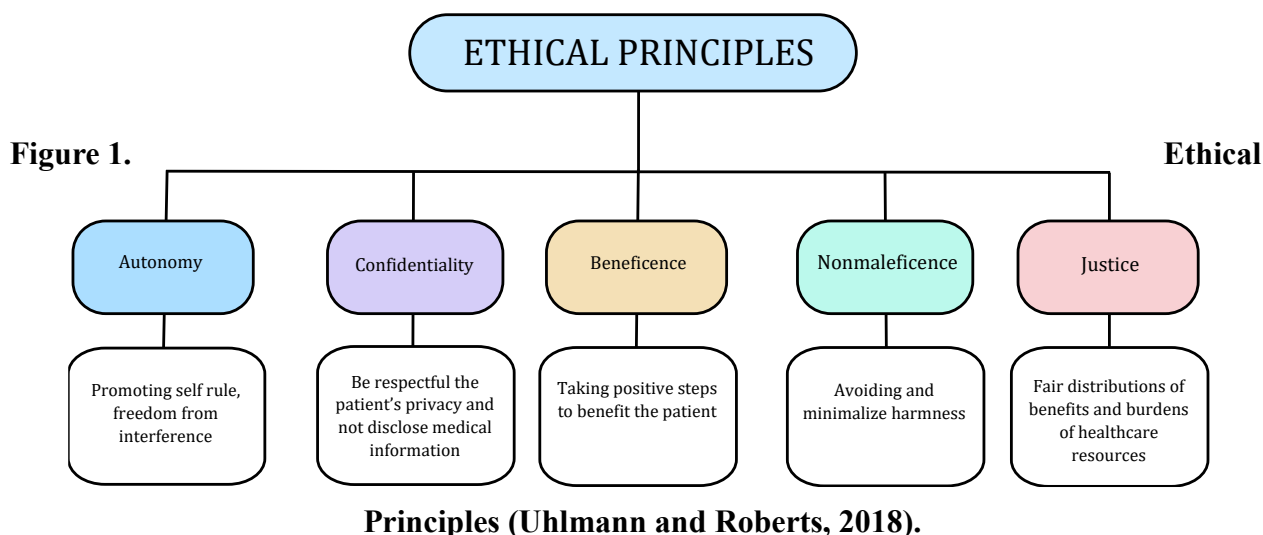 ETHICAL PRINCIPLES
Figure 1.
Ethical
Autonomy
Confidentiality
Beneficence
Nonmaleficence
Justice
Promoting self rule,
freedom from
interference
Be respectful the
patient's privacy and
not disclose medical
information
Taking positive steps
to benefit the patient
Avoiding and
minimalize harmness
Fair distributions of
benefits and burdens
of healthcare
resources
Principles (Uhlmann and Roberts, 2018).